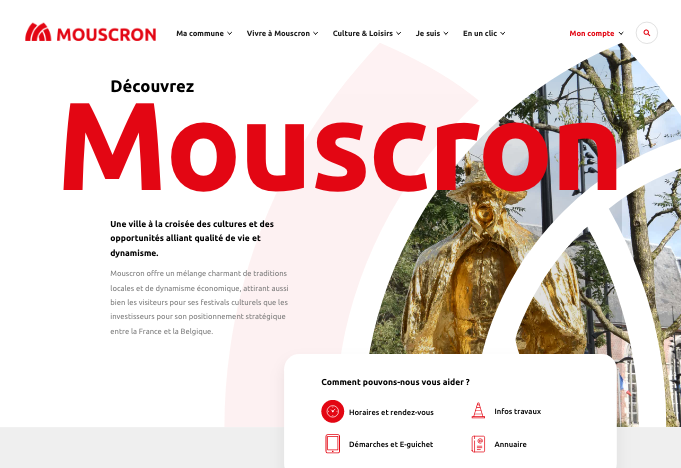 MOUSCRON
Ma commune Vivre à Mouscron Culture & Loisirs Je suis En un clic Mon compte
Découvrez
Mouscron
Une ville à la croisée des cultures et des
opportunités alliant qualité de vie et
dynamisme.
Mouscron offre un mélange charmant de traditions
locales et de dynamisme économique, attirant aussi
bien les visiteurs pour ses festivals culturels que les
investisseurs pour son positionnement stratégique
entre la France et la Belgique.
Comment pouvons-nous vous aider ?
Horaires et rendez-vous Infos travaux
Démarches et E-guichet Annuaire